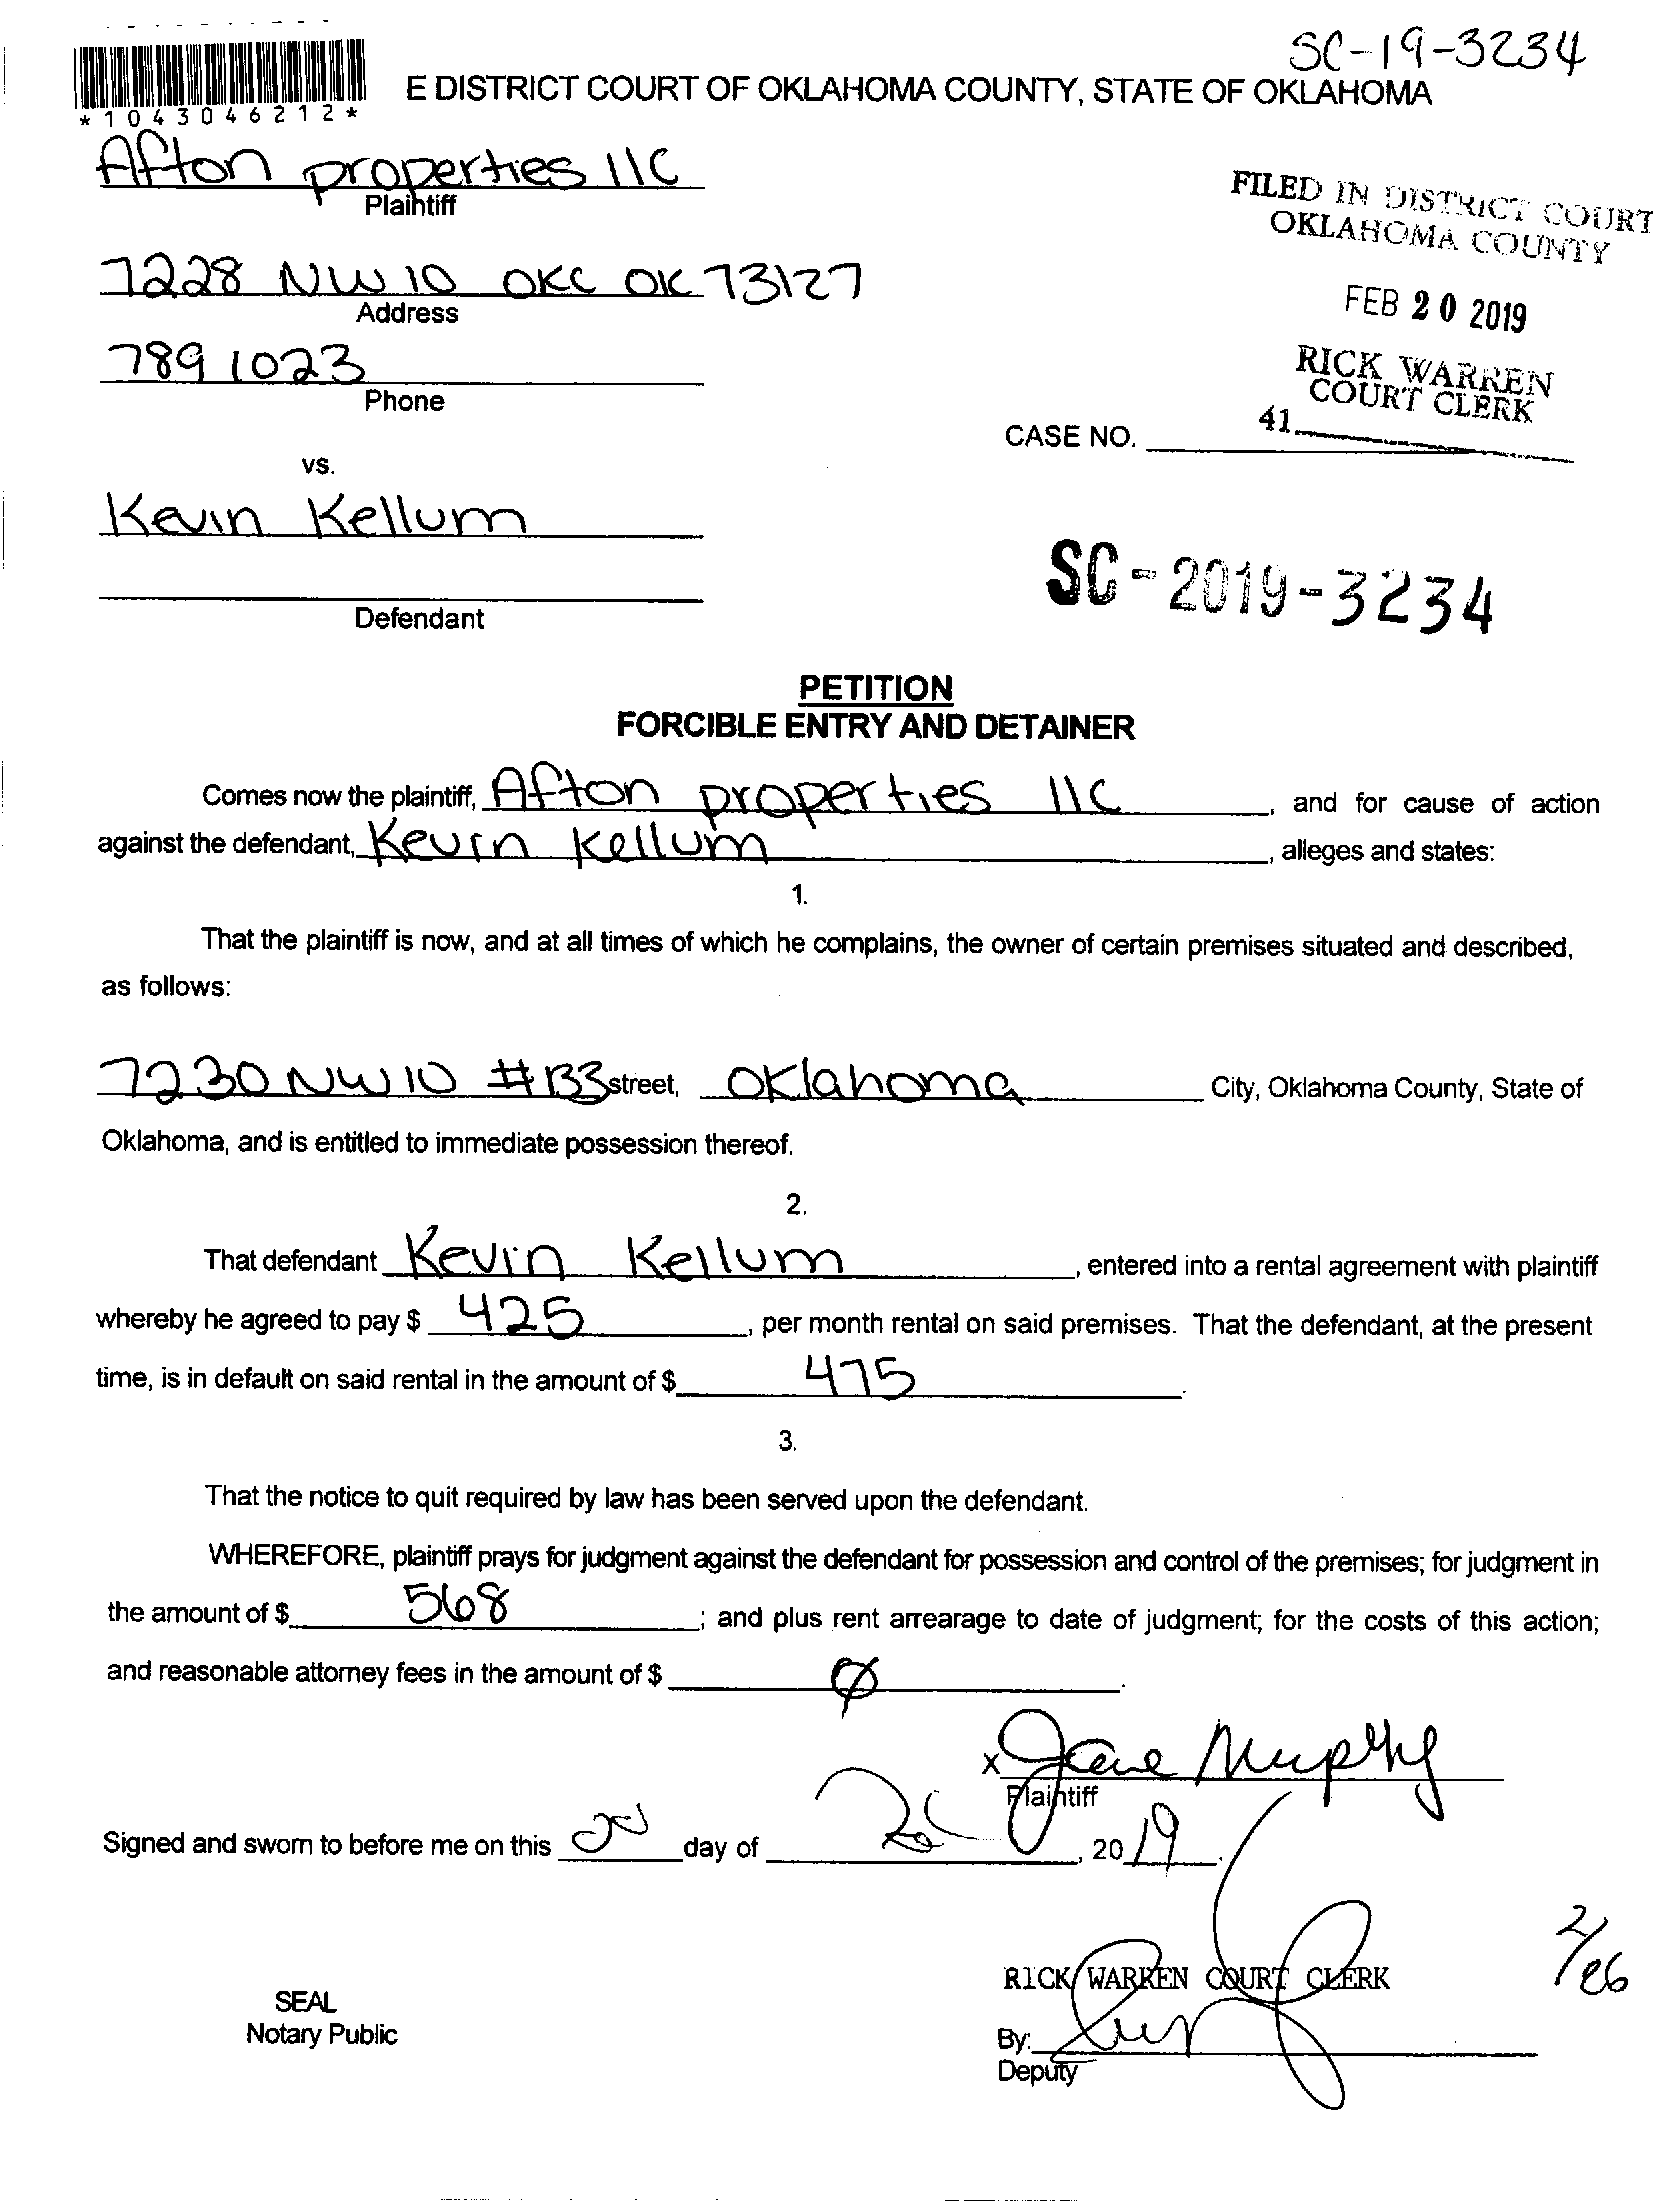 SC-19-3234
E DISTRICT COURT OF OKLAHOMA COUNTY, STATE OF OKLAHOMA
*1043046212*
Afton properties llc
Plaintiff
FILED IN DISTRICT COURT
OKLAHOMA COUNTY
7228 NW 10 OKC OK 73127
Address
FEB 20 2019
789 1023
Phone
RICK WARREN
COURT CLERK
41
CASE NO.
vs.
Kevin Kellum
Defendant
SC-2019-3234
PETITION
FORCIBLE ENTRY AND DETAINER
Comes now the plaintiff, Afton properties llc, and for cause of action
against the defendant, Kevin Kellum, alleges and states:
1.
That the plaintiff is now, and at all times of which he complains, the owner of certain premises situated and described,
as follows:
7230 NW 10 #133 street, Oklahoma City, Oklahoma County, State of
Oklahoma, and is entitled to immediate possession thereof.
2.
That defendant Kevin Kellum, entered into a rental agreement with plaintiff
whereby he agreed to pay $ 425, per month rental on said premises. That the defendant, at the present
time, is in default on said rental in the amount of $ 475.
3.
That the notice to quit required by law has been served upon the defendant.
WHEREFORE, plaintiff prays for judgment against the defendant for possession and control of the premises; for judgment in
the amount of $ 568; and plus rent arrearage to date of judgment; for the costs of this action;
and reasonable attorney fees in the amount of $ Ø.
x Jane Murphy
Plaintiff
Signed and sworn to before me on this 20 day of , 2019.
2/26
RICK WARREN COURT CLERK
SEAL
Notary Public
By:
Deputy